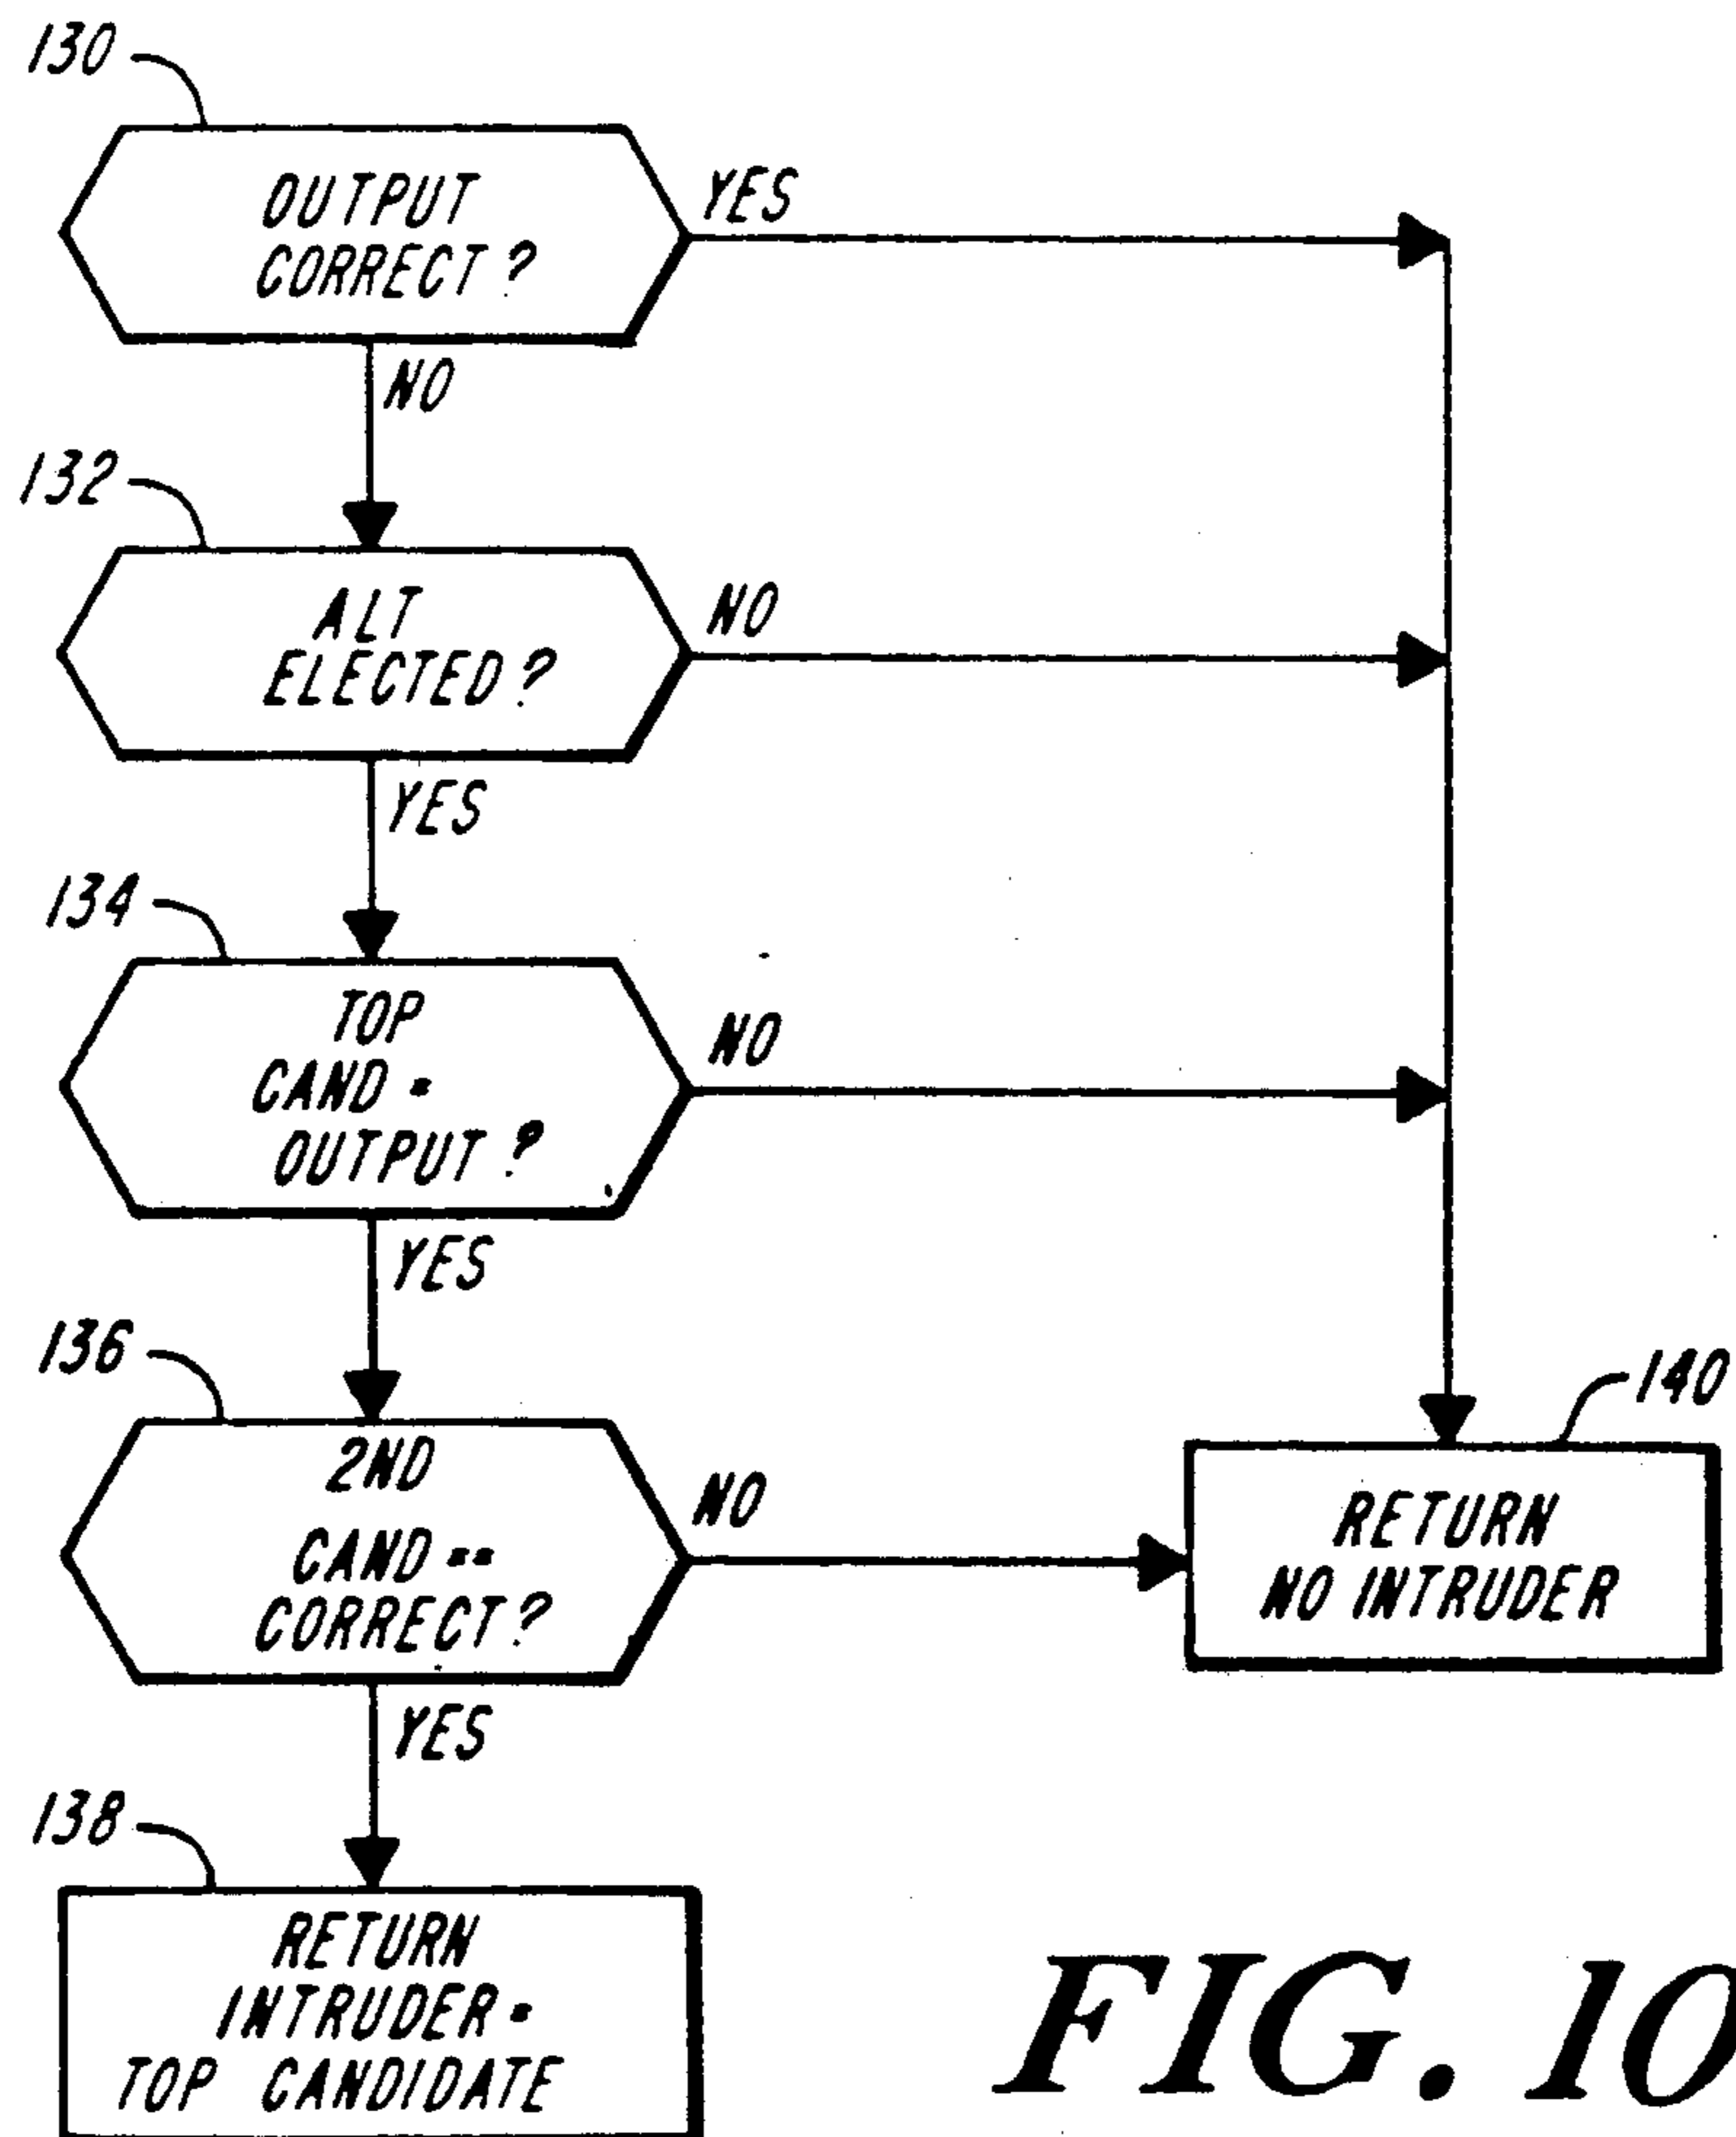 130
OUTPUT
CORRECT?
YES
NO
132
ALT
ELECTED?
NO
YES
134
TOP
CAND =
OUTPUT?
NO
YES
136
2ND
CAND ==
CORRECT?
NO
YES
140
RETURN
NO INTRUDER
138
RETURN
INTRUDER =
TOP CANDIDATE
FIG. 10